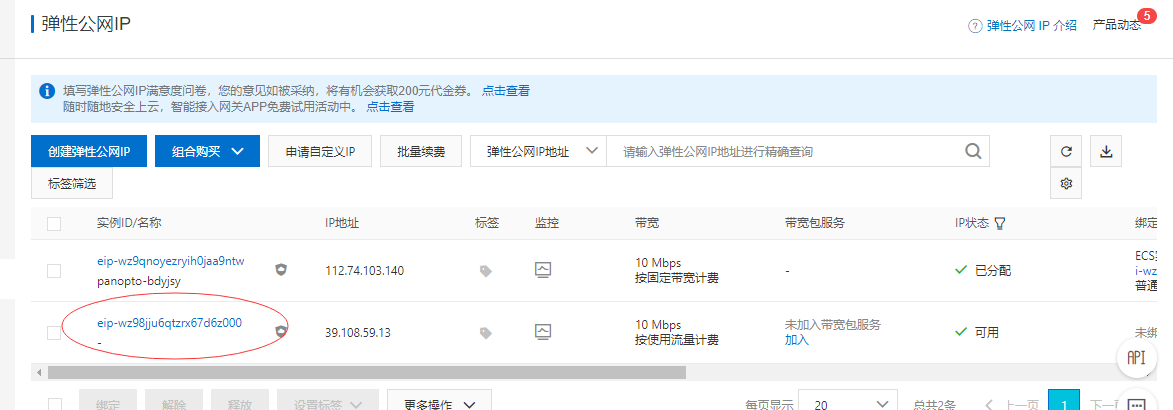 弹性公网IP
弹性公网 IP 介绍
产品动态
5
填写弹性公网IP满意度问卷，您的意见如被采纳，将有机会获取200元代金券。 点击查看
随时随地安全上云，智能接入网关APP免费试用活动中。 点击查看
创建弹性公网IP
组合购买
申请自定义IP
批量续费
弹性公网IP地址
请输入弹性公网IP地址进行精确查询
标签筛选
实例ID/名称 IP地址 标签 监控 带宽 带宽包服务 IP状态 绑定
eip-wz9qnoyezryih0jaa9ntw
panopto-bdyjsy
112.74.103.140
10 Mbps
按固定带宽计费
-
已分配
ECS
i-wz
普通
eip-wz98jju6qtzrx67d6z000
-
39.108.59.13
10 Mbps
按使用流量计费
未加入带宽包服务
加入
可用
未绑
API
绑定
解除
释放
设置标签
更多操作
每页显示
20
总共2条
上一页
1
下一